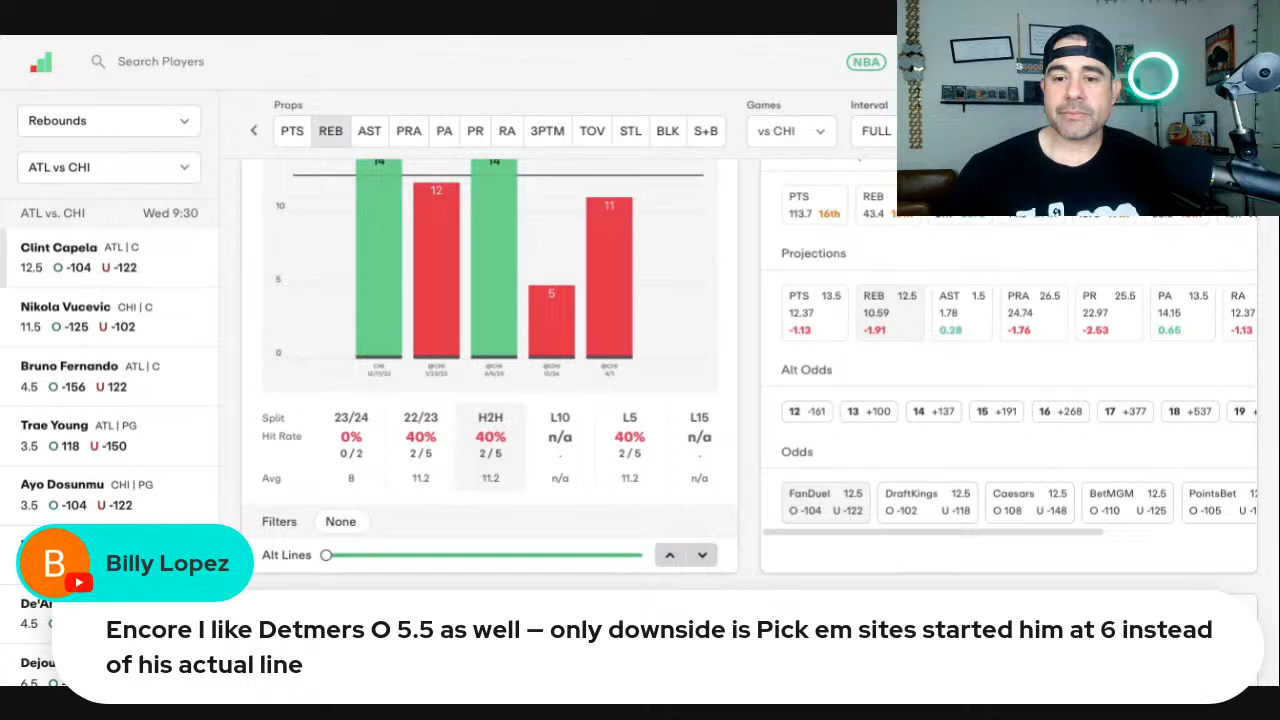 Search Players
NBA
Rebounds
ATL vs CHI
ATL vs. CHI Wed 9:30
Clint Capela ATL | C
12.5 O -104 U -122
Nikola Vucevic CHI | C
11.5 O -125 U -102
Bruno Fernando ATL | C
4.5 O -156 U 122
Trae Young ATL | PG
3.5 O 118 U -150
Ayo Dosunmu CHI | PG
3.5 O -104 U -122
De'A
4.5
Dejou
6.5
Props
PTS REB AST PRA PA PR RA 3PTM TOV STL BLK S+B
Games
vs CHI
Interval
FULL
10
5
0
14
12
14
5
11
Split 23/24 22/23 H2H L10 L5 L15
Hit Rate 0% 40% 40% n/a 40% n/a
0 / 2 2 / 5 2 / 5 . 2 / 5 .
Avg 8 11.2 11.2 n/a 11.2 n/a
Filters None
Alt Lines
PTS REB
113.7 16th 43.4
Projections
PTS 13.5 REB 12.5 AST 1.5 PRA 26.5 PR 25.5 PA 13.5 RA
12.37 10.59 1.78 24.74 22.97 14.15 12.37
-1.13 -1.91 0.28 -1.76 -2.53 0.65 -1.13
Alt Odds
12 -161 13 +100 14 +137 15 +191 16 +268 17 +377 18 +537 19 +
Odds
FanDuel 12.5 DraftKings 12.5 Caesars 12.5 BetMGM 12.5 PointsBet 12
O -104 U -122 O -102 U -118 O 108 U -148 O -110 U -125 O -105 U -1
B
Billy Lopez
Encore I like Detmers O 5.5 as well — only downside is Pick em sites started him at 6 instead
of his actual line